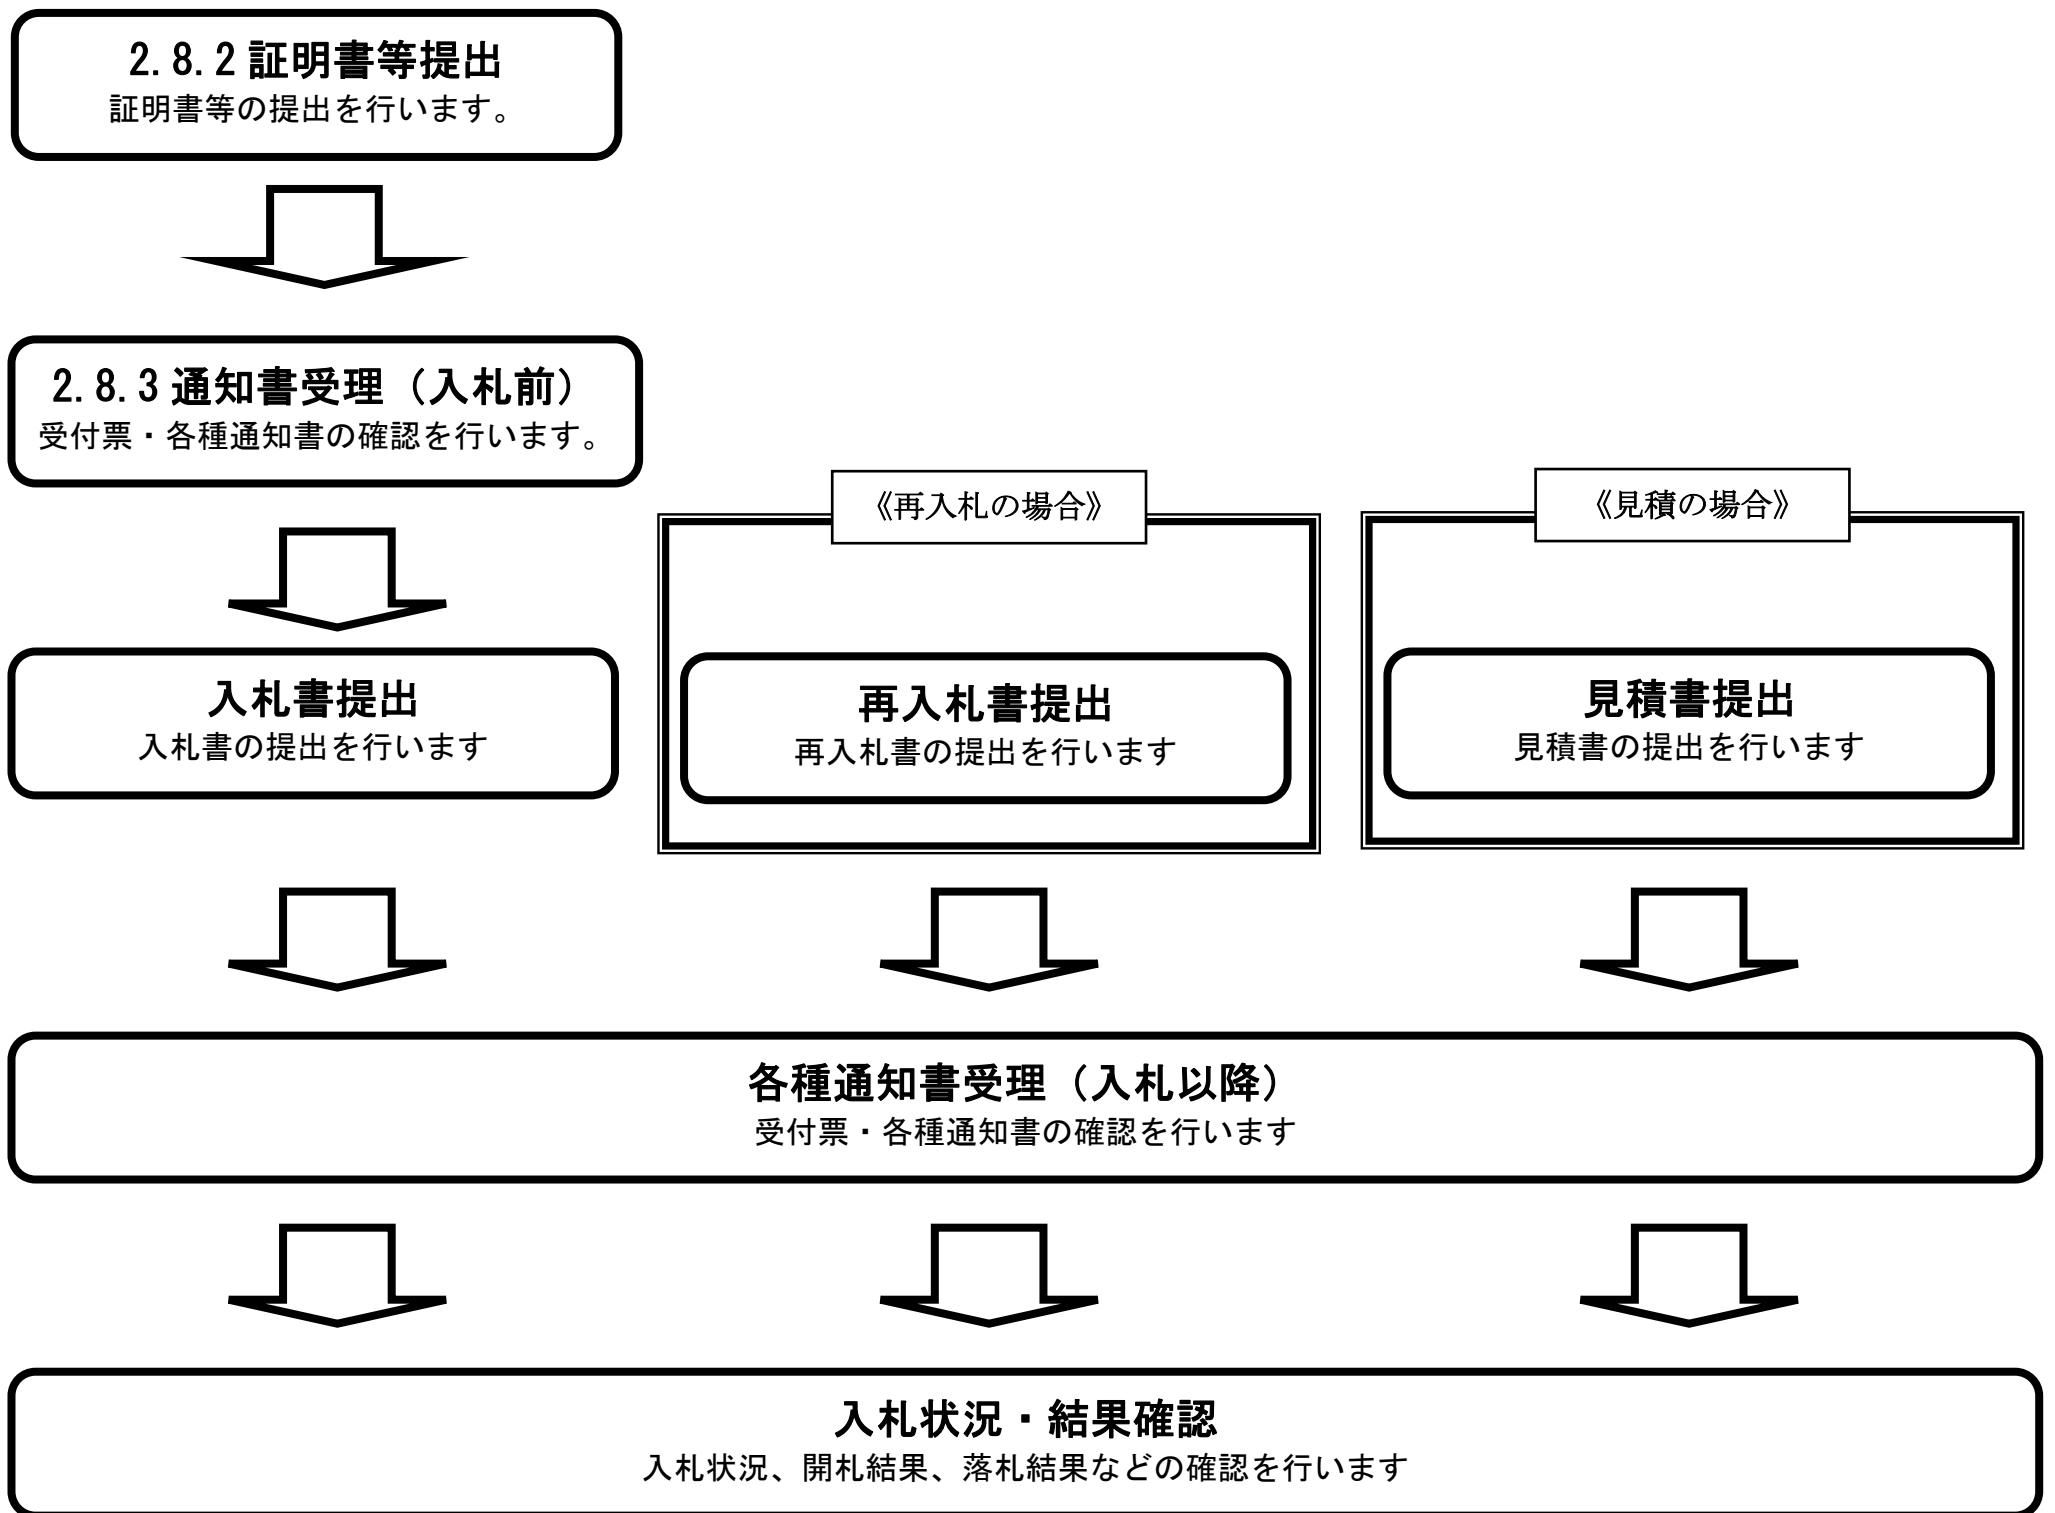 2.8.2証明書等提出
証明書等の提出を行います。
2.8.3通知書受理（入札前）
受付票・各種通知書の確認を行います。
《再入札の場合》
《見積の場合》
入札書提出
入札書の提出を行います
再入札書提出
再入札書の提出を行います
見積書提出
見積書の提出を行います
各種通知書受理（入札以降）
受付票・各種通知書の確認を行います
入札状況・結果確認
入札状況、開札結果、落札結果などの確認を行います